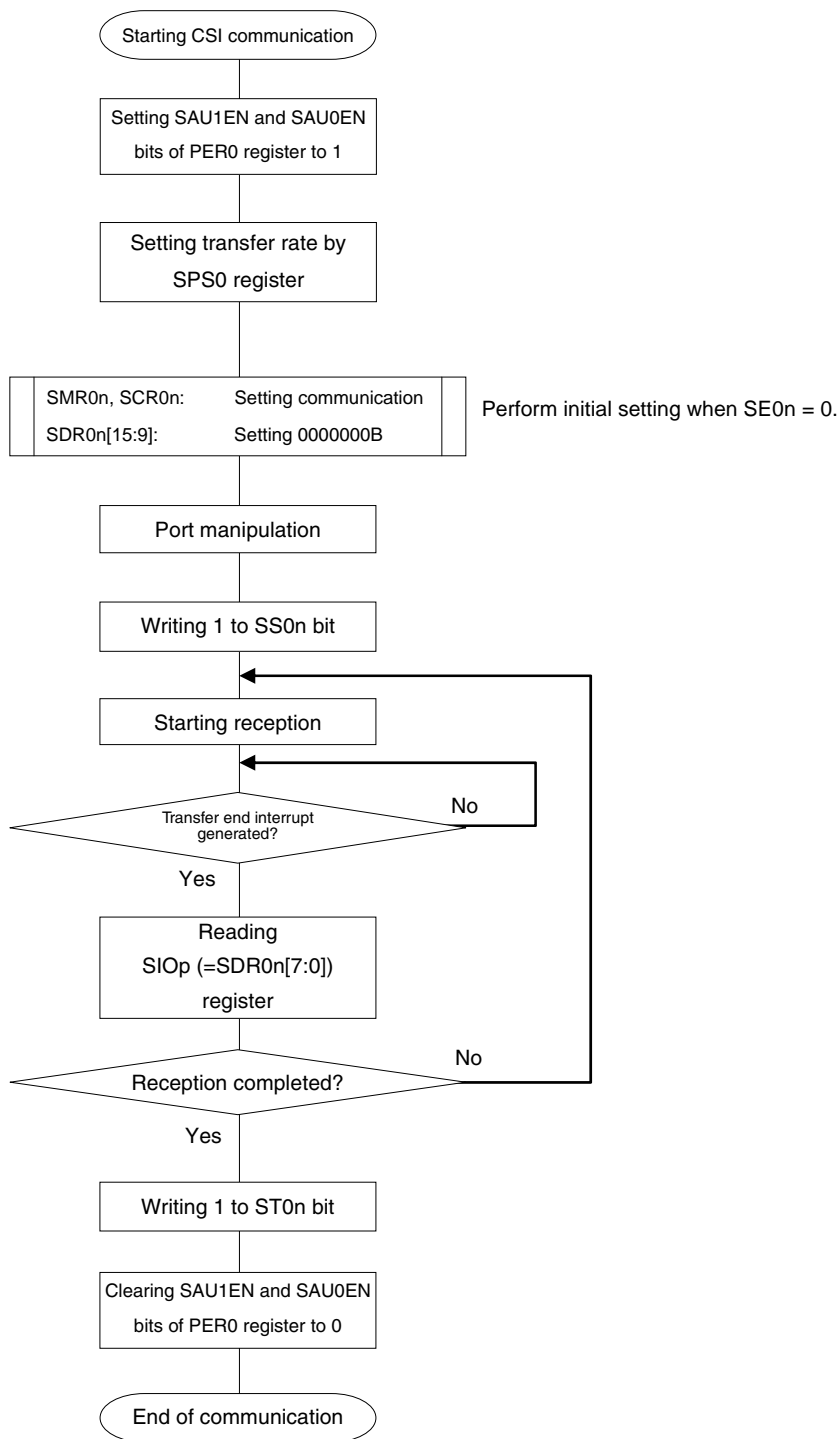 Starting CSI communication
Setting SAU1EN and SAU0EN
bits of PER0 register to 1
Setting transfer rate by
SPS0 register
SMR0n, SCR0n: Setting communication
SDR0n[15:9]: Setting 0000000B
Perform initial setting when SE0n = 0.
Port manipulation
Writing 1 to SS0n bit
Starting reception
Transfer end interrupt
generated?
No
Yes
Reading
SIOp (=SDR0n[7:0])
register
Reception completed?
No
Yes
Writing 1 to ST0n bit
Clearing SAU1EN and SAU0EN
bits of PER0 register to 0
End of communication